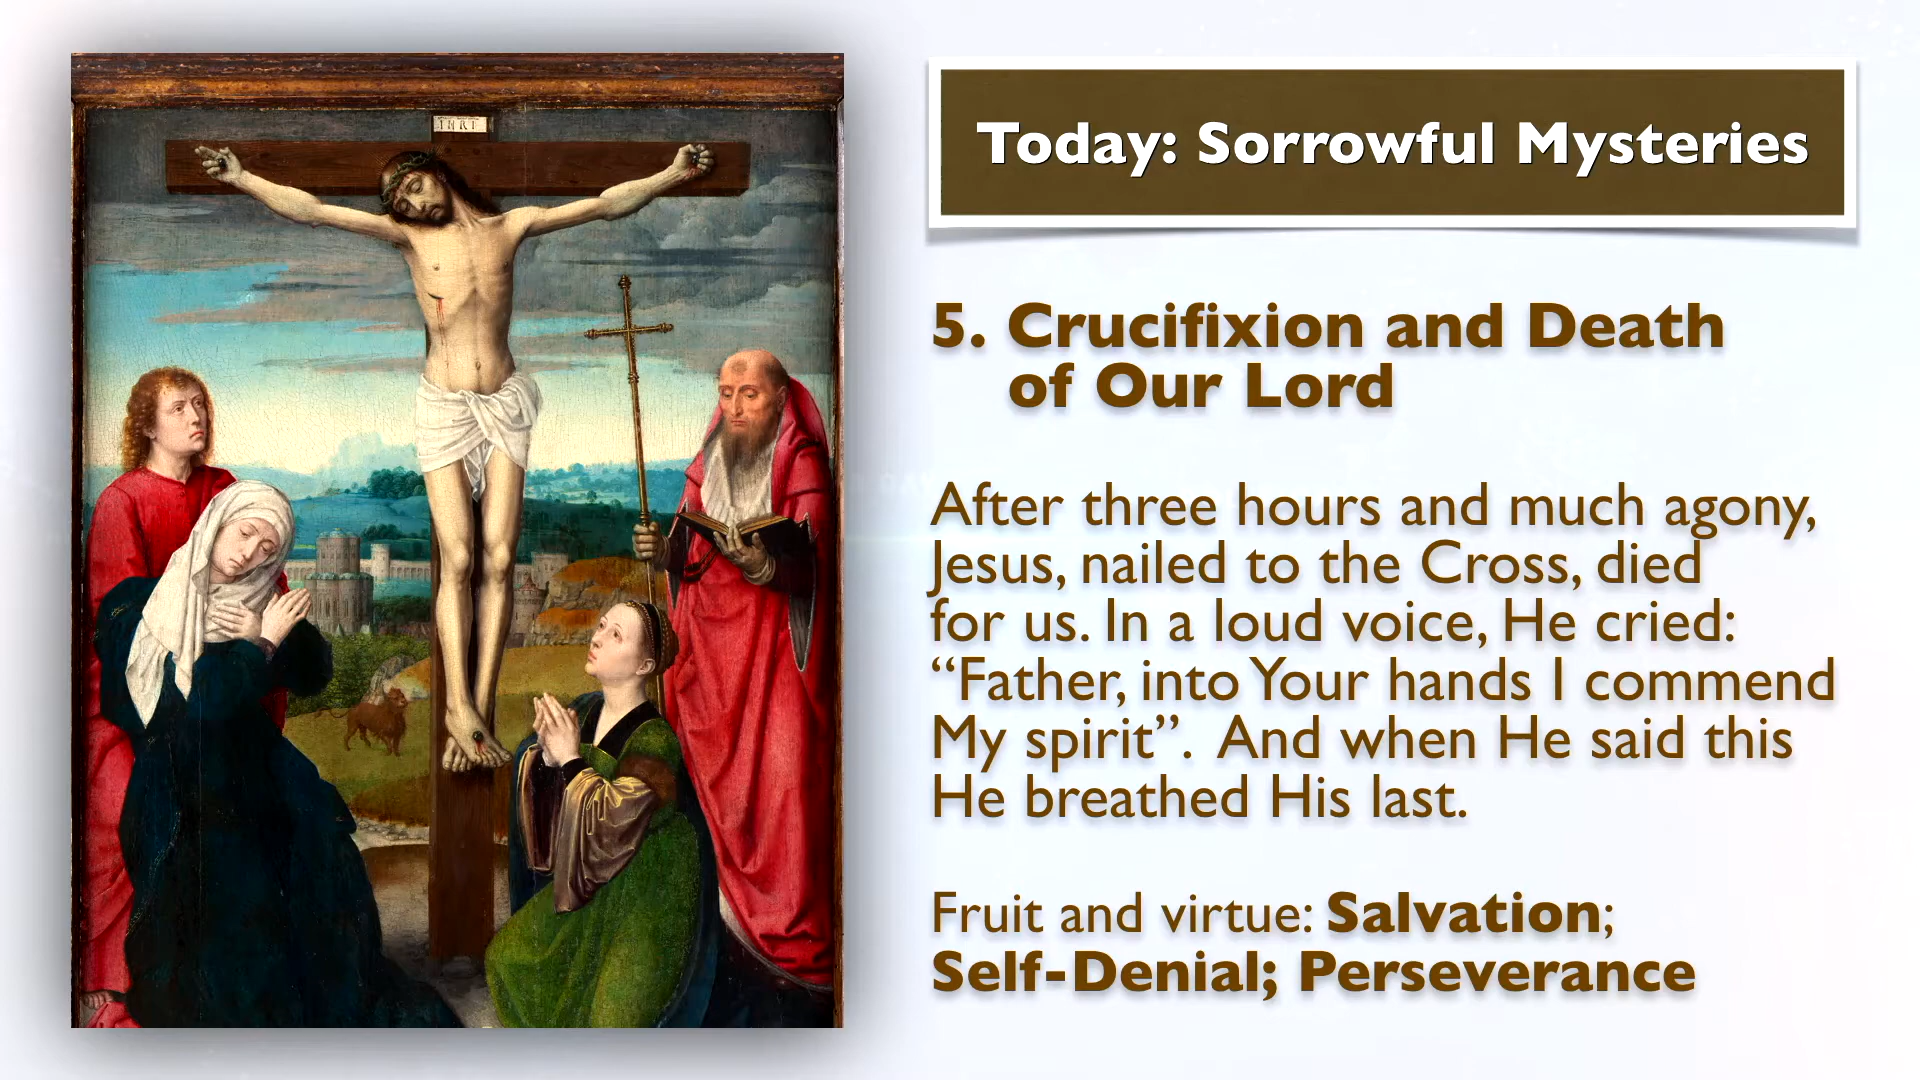 INRI
Today: Sorrowful Mysteries
5. Crucifixion and Death
of Our Lord
After three hours and much agony,
Jesus, nailed to the Cross, died
for us. In a loud voice, He cried:
“Father, into Your hands I commend
My spirit”. And when He said this
He breathed His last.
Fruit and virtue: Salvation;
Self-Denial; Perseverance